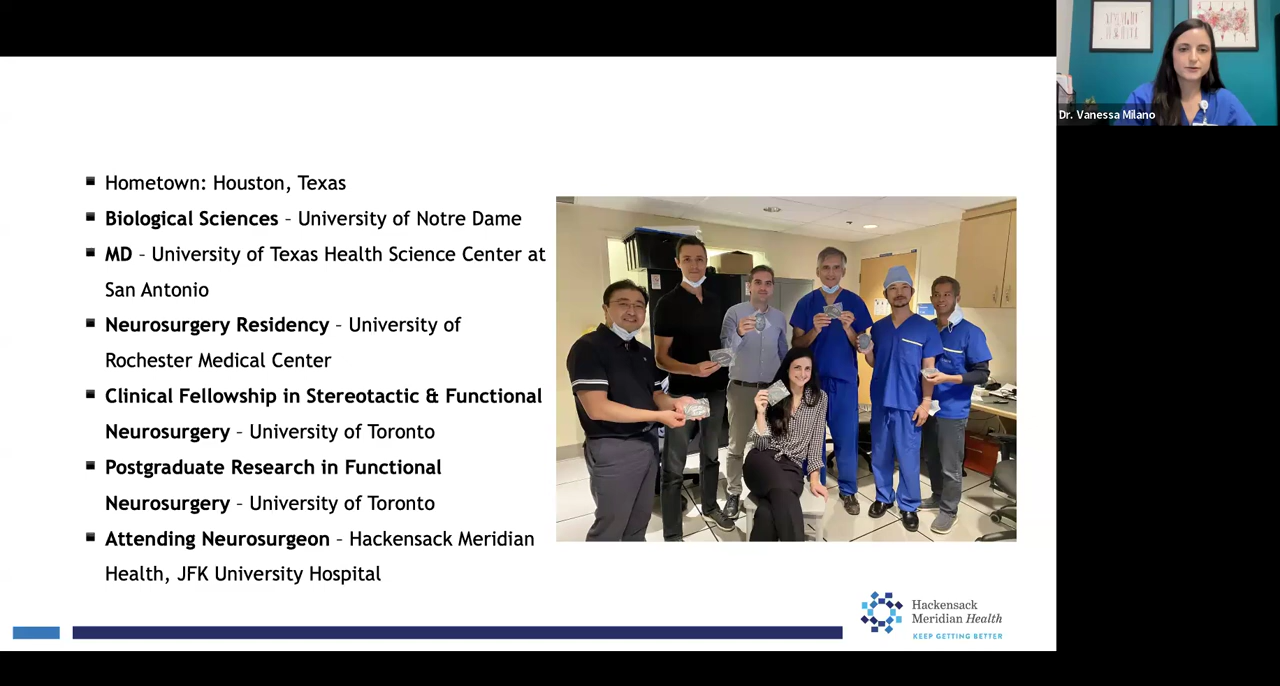 Dr. Vanessa Milano
Hometown: Houston, Texas
Biological Sciences – University of Notre Dame
MD – University of Texas Health Science Center at
San Antonio
Neurosurgery Residency – University of
Rochester Medical Center
Clinical Fellowship in Stereotactic & Functional
Neurosurgery – University of Toronto
Postgraduate Research in Functional
Neurosurgery – University of Toronto
Attending Neurosurgeon – Hackensack Meridian
Health, JFK University Hospital
Hackensack
Meridian Health
KEEP GETTING BETTER